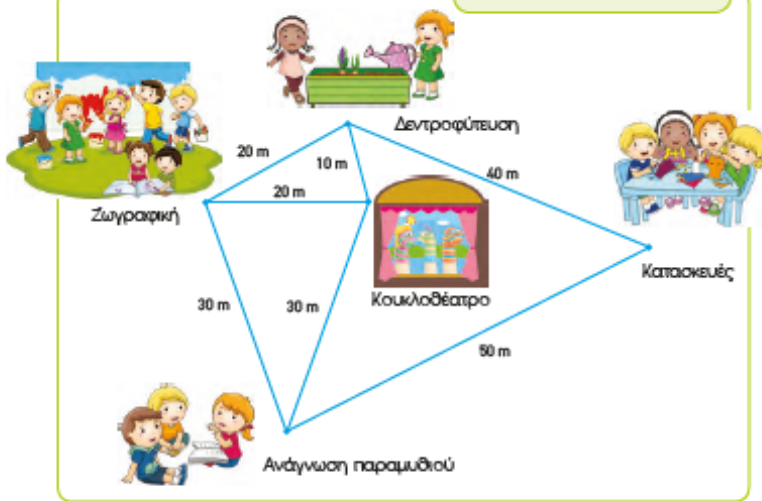 Δεντροφύτευση
20 m
10 m
40 m
20 m
Ζωγραφική
Κατασκευές
Κουκλοθέατρο
30 m
30 m
50 m
Ανάγνωση παραμυθιού